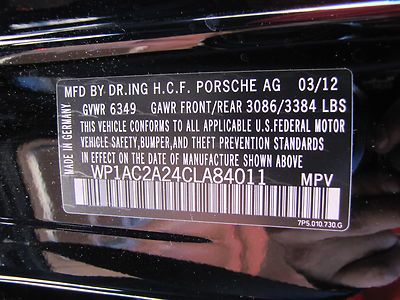 MFD BY DR.ING H.C.F. PORSCHE AG 03/12
GVWR 6349 GAWR FRONT/REAR 3086/3384 LBS
THIS VEHICLE CONFORMS TO ALL APPLICABLE U.S.FEDERAL MOTOR
VEHICLE SAFETY,BUMPER,AND THEFT PREVENTION STANDARDS
IN EFFECT ON THE DATE OF MANUFACTURE SHOWN ABOVE.
WP1AC2A24CLA84011 MPV
7P5.010.730.G
MADE IN GERMANY